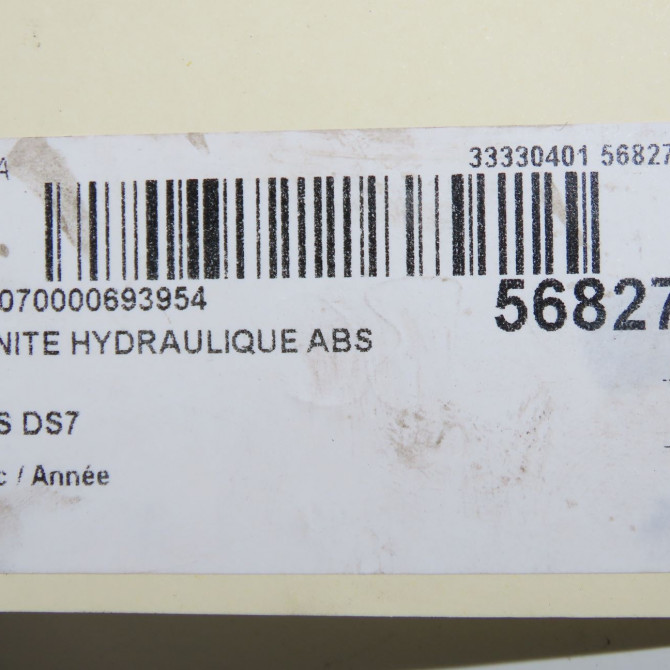 A 33330401 56827
070000693954 56827
NITE HYDRAULIQUE ABS
S DS7
c / Année